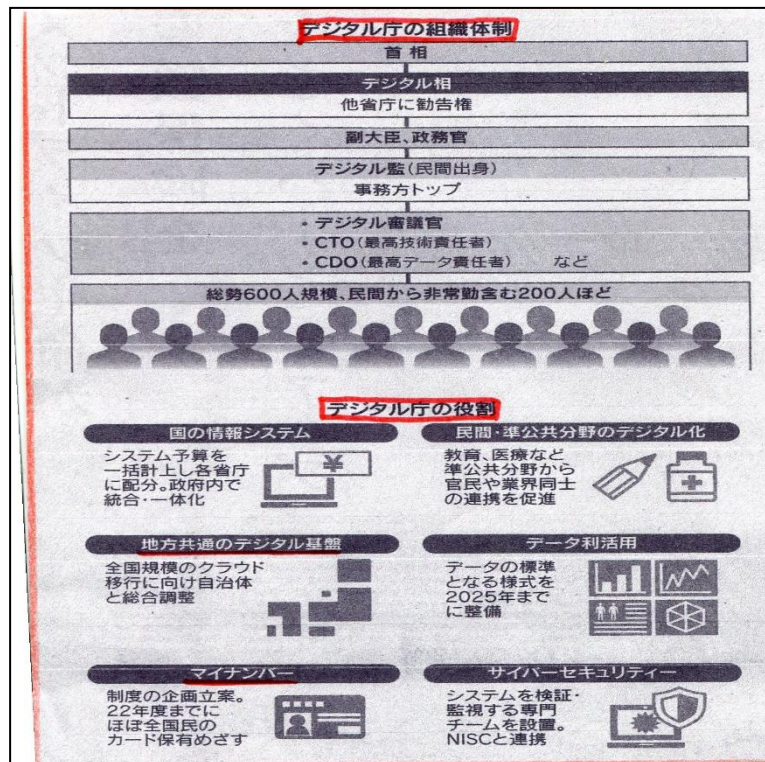 デジタル庁の組織体制
首相
デジタル相
他省庁に勧告権
副大臣、政務官
デジタル監(民間出身)
事務方トップ
・デジタル審議官
・CTO(最高技術責任者)
・CDO(最高データ責任者) など
総勢600人規模、民間から非常勤含む200人ほど
デジタル庁の役割
国の情報システム
システム予算を
一括計上し各省庁
に配分。政府内で
統合・一体化
¥
民間・準公共分野のデジタル化
教育、医療など
準公共分野から
官民や業界同士
の連携を促進
地方共通のデジタル基盤
全国規模のクラウド
移行に向け自治体
と総合調整
データ利活用
データの標準
となる様式を
2025年まで
に整備
マイナンバー
制度の企画立案。
22年度までに
ほぼ全国民の
カード保有めざす
サイバーセキュリティー
システムを検証・
監視する専門
チームを設置。
NISCと連携